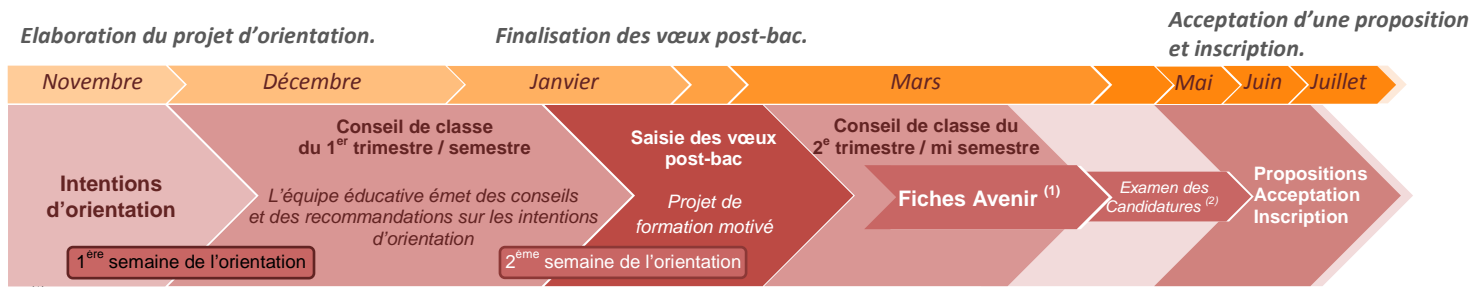 Elaboration du projet d'orientation.
Finalisation des vœux post-bac.
Acceptation d'une proposition
et inscription.
Novembre
Décembre
Janvier
Mars
Mai
Juin
Juillet
Intentions
d'orientation
1ère semaine de l'orientation
Conseil de classe
du 1er trimestre / semestre
L'équipe éducative émet des conseils
et des recommandations sur les intentions
d'orientation
Saisie des vœux
post-bac
Projet de
formation motivé
2ème semaine de l'orientation
Conseil de classe du
2e trimestre / mi semestre
Fiches Avenir (1)
Examen des
Candidatures (2)
Propositions
Acceptation
Inscription